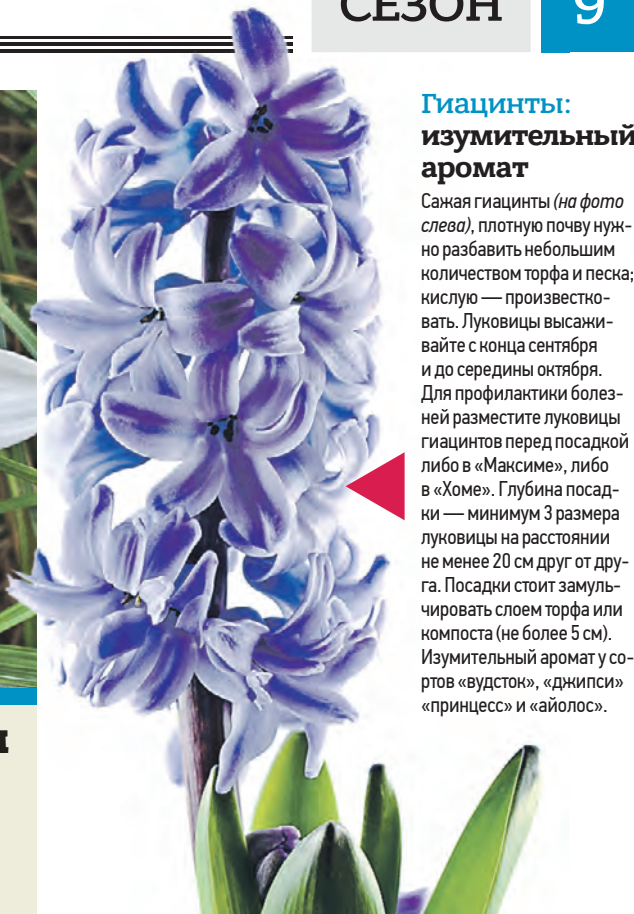 СЕЗОН 9
Гиацинты:
изумительный
аромат
Сажая гиацинты (на фото
слева), плотную почву нуж-
но разбавить небольшим
количеством торфа и песка;
кислую — произвестко-
вать. Луковицы высажи-
вайте с конца сентября
и до середины октября.
Для профилактики болез-
ней разместите луковицы
гиацинтов перед посадкой
либо в «Максиме», либо
в «Хоме». Глубина посад-
ки — минимум 3 размера
луковицы на расстоянии
не менее 20 см друг от дру-
га. Посадки стоит замуль-
чировать слоем торфа или
компоста (не более 5 см).
Изумительный аромат у со-
ртов «вудсток», «джипси»
«принцесс» и «айолос».